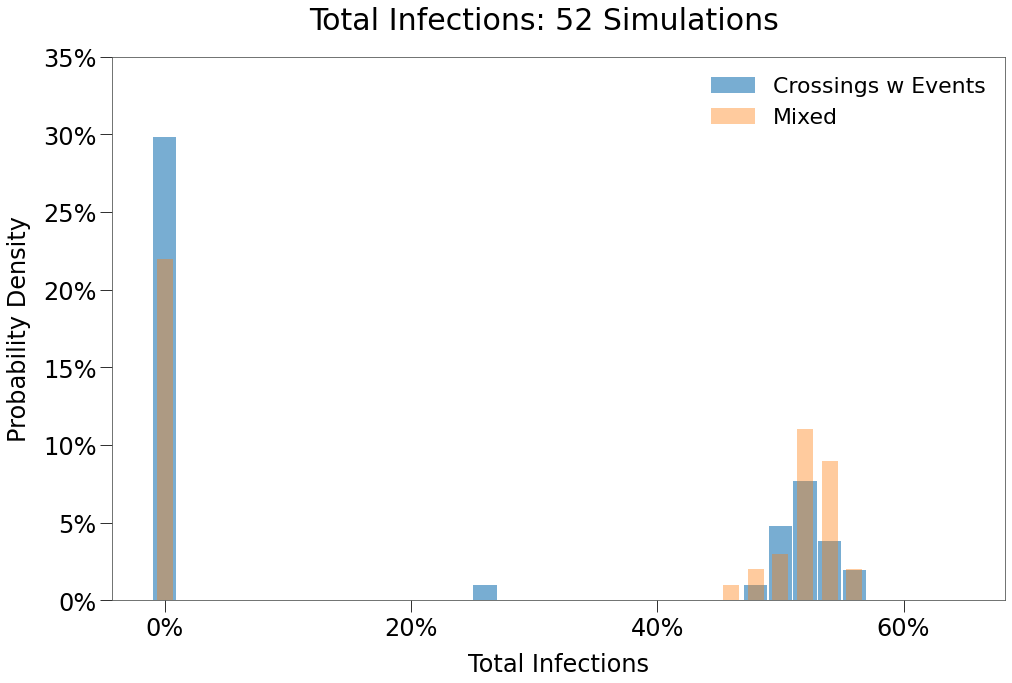 Total Infections: 52 Simulations
35%
30%
25%
20%
15%
10%
5%
0%
Probability Density
Crossings w Events
Mixed
0%
20%
40%
60%
Total Infections